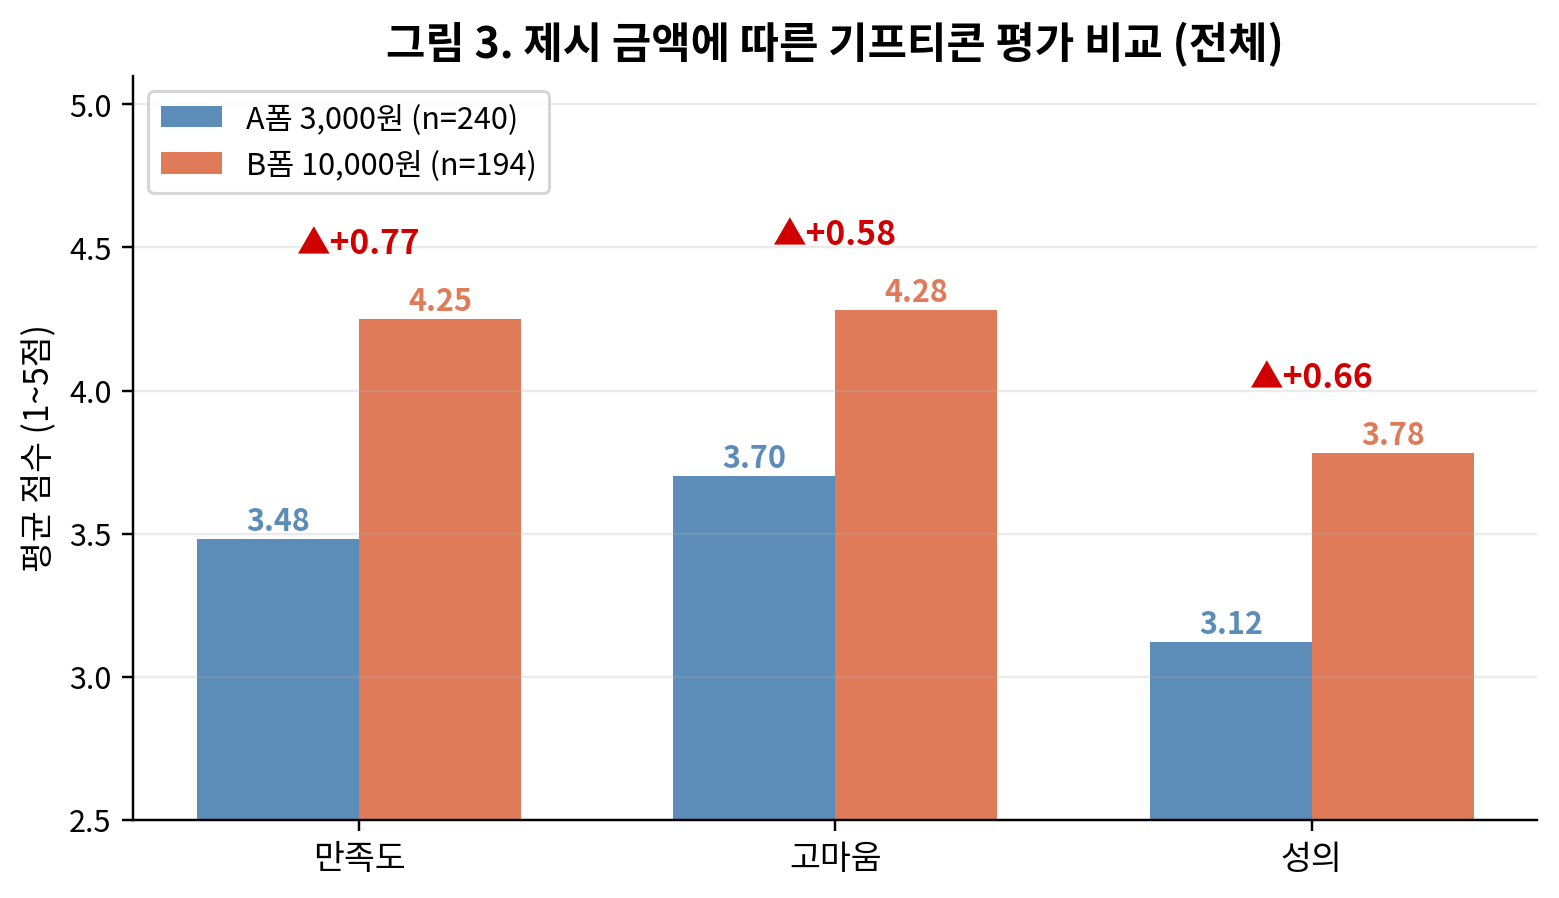 그림 3. 제시 금액에 따른 기프티콘 평가 비교 (전체)
A폼 3,000원 (n=240)
B폼 10,000원 (n=194)
평균 점수 (1~5점)
5.0
4.5
4.0
3.5
3.0
2.5
▲+0.77
▲+0.58
▲+0.66
3.48
4.25
3.70
4.28
3.12
3.78
만족도
고마움
성의